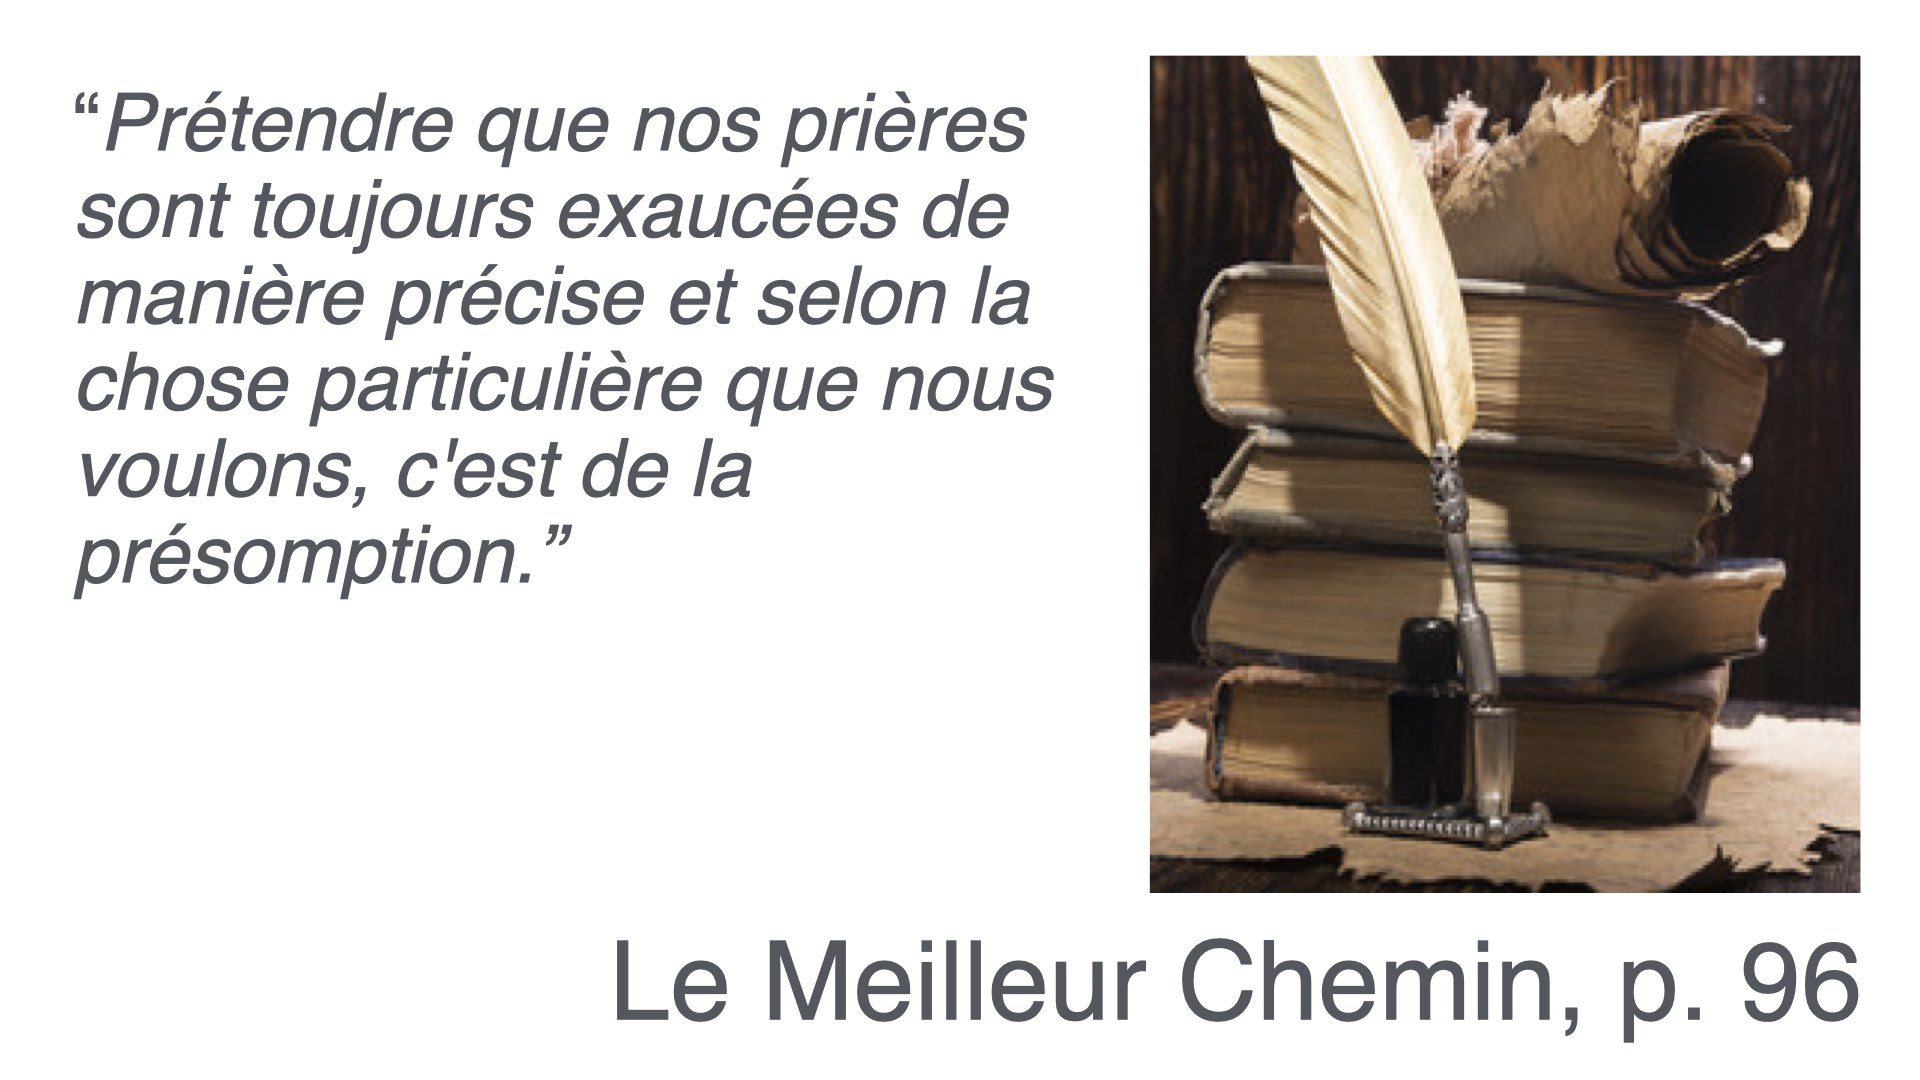 “Prétendre que nos prières
sont toujours exaucées de
manière précise et selon la
chose particulière que nous
voulons, c'est de la
présomption.”
Le Meilleur Chemin, p. 96